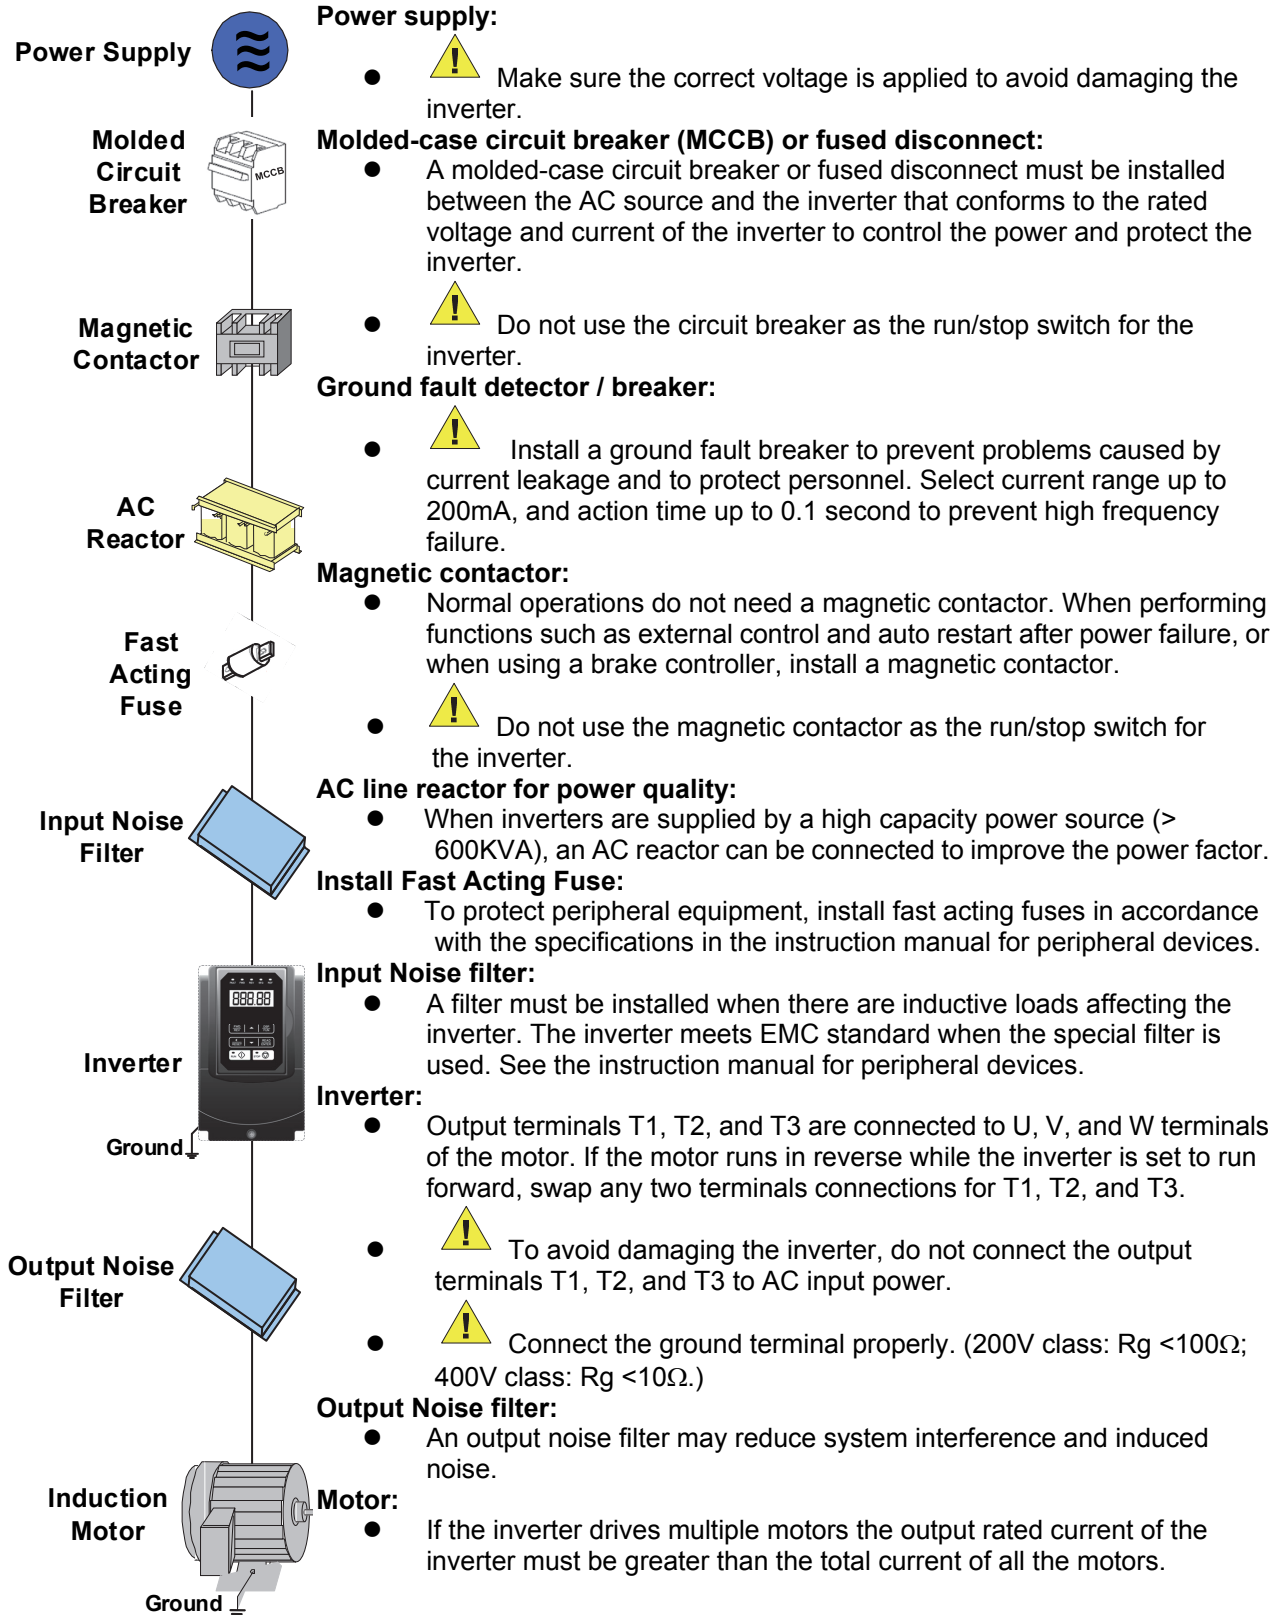 Power Supply
Molded
Circuit
Breaker
MCCB
Magnetic
Contactor
AC
Reactor
Fast
Acting
Fuse
Input Noise
Filter
Inverter
Ground
Output Noise
Filter
Induction
Motor
Ground
Power supply:
● ! Make sure the correct voltage is applied to avoid damaging the
inverter.
Molded-case circuit breaker (MCCB) or fused disconnect:
● A molded-case circuit breaker or fused disconnect must be installed
between the AC source and the inverter that conforms to the rated
voltage and current of the inverter to control the power and protect the
inverter.
● ! Do not use the circuit breaker as the run/stop switch for the
inverter.
Ground fault detector / breaker:
● ! Install a ground fault breaker to prevent problems caused by
current leakage and to protect personnel. Select current range up to
200mA, and action time up to 0.1 second to prevent high frequency
failure.
Magnetic contactor:
● Normal operations do not need a magnetic contactor. When performing
functions such as external control and auto restart after power failure, or
when using a brake controller, install a magnetic contactor.
● ! Do not use the magnetic contactor as the run/stop switch for
the inverter.
AC line reactor for power quality:
● When inverters are supplied by a high capacity power source (>
600KVA), an AC reactor can be connected to improve the power factor.
Install Fast Acting Fuse:
● To protect peripheral equipment, install fast acting fuses in accordance
with the specifications in the instruction manual for peripheral devices.
Input Noise filter:
● A filter must be installed when there are inductive loads affecting the
inverter. The inverter meets EMC standard when the special filter is
used. See the instruction manual for peripheral devices.
Inverter:
● Output terminals T1, T2, and T3 are connected to U, V, and W terminals
of the motor. If the motor runs in reverse while the inverter is set to run
forward, swap any two terminals connections for T1, T2, and T3.
● ! To avoid damaging the inverter, do not connect the output
terminals T1, T2, and T3 to AC input power.
● ! Connect the ground terminal properly. (200V class: Rg <100Ω;
400V class: Rg <10Ω.)
Output Noise filter:
● An output noise filter may reduce system interference and induced
noise.
Motor:
● If the inverter drives multiple motors the output rated current of the
inverter must be greater than the total current of all the motors.